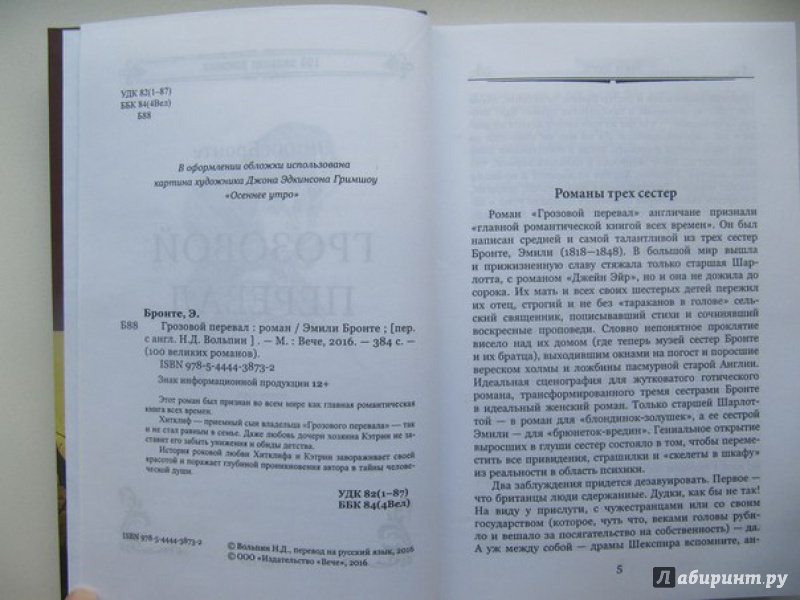 УДК 82(1–87)
ББК 84(4Вел)
Б88
В оформлении обложки использована
картина художника Джона Эдкинсона Гримшоу
«Осеннее утро»
Бронте, Э.
Б88 Грозовой перевал : роман / Эмили Бронте ; [пер.
с англ. Н.Д. Вольпин ] . — М. : Вече, 2016. — 384 с. —
(100 великих романов).
ISBN 978-5-4444-3873-2
Знак информационной продукции 12+
Этот роман был признан во всем мире как главная романтическая
книга всех времен.
Хитклиф — приемный сын владельца «Грозового перевала» — так
и не стал равным в семье. Даже любовь дочери хозяина Кэтрин не за-
ставит его забыть унижения и обиды детства.
История роковой любви Хитклифа и Кэтрин завораживает своей
красотой и поражает глубиной проникновения автора в тайны челове-
ческой души.
УДК 82(1–87)
ББК 84(4Вел)
ISBN 978-5-4444-3873-2
© Вольпин Н.Д., перевод на русский язык, 2016
© ООО «Издательство «Вече», 2016
Романы трех сестер
Роман «Грозовой перевал» англичане признали
«главной романтической книгой всех времен». Он был
написан средней и самой талантливой из трех сестер
Бронте, Эмили (1818—1848). В большой мир вышла
и прижизненную славу стяжала только старшая Шар-
лотта, с романом «Джейн Эйр», но и она не дожила до
сорока. Их мать и всех своих шестерых детей пережил
их отец, строгий и не без «тараканов в голове» сель-
ский священник, пописывавший стихи и сочинявший
воскресные проповеди. Словно непонятное проклятие
висело над их домом (где теперь музей сестер Бронте
и их братца), выходившим окнами на погост и поросшие
вереском холмы и ложбины пасмурной старой Англии.
Идеальная сценография для жутковатого готического
романа, трансформированного тремя сестрами Бронте
в идеальный женский роман. Только старшей Шарлот-
той — в роман для «блондинок-золушек», а ее сестрой
Эмили — для «брюнеток-вредин». Гениальное открытие
выросших в глуши сестер состояло в том, чтобы переме-
стить все привидения, страшилки и «скелеты в шкафу»
из реальности в область психики.
Два заблуждения придется дезавуировать. Первое —
что британцы люди сдержанные. Дудки, как бы не так!
На виду у прислуги, с чужестранцами или со своим
государством (которое, чуть что, веками головы руби-
ло и вешало за посягательство на собственность) — да.
А уж между собой — драмы Шекспира вспомните, ан-
5
Лабиринт.ру